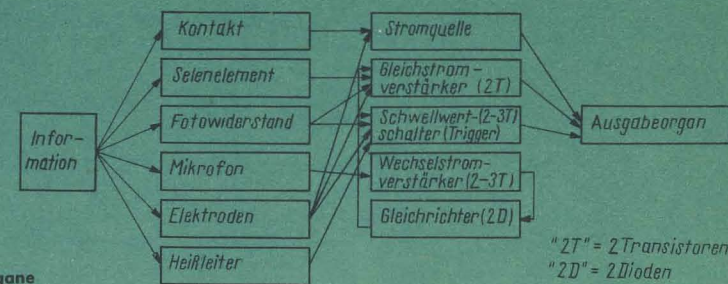 Infor-
mation
Kontakt
Selenelement
Fotowiderstand
Mikrofon
Elektroden
Heißleiter
Stromquelle
Gleichstrom-
verstärker (2T)
Schwellwert-(2-3T)
schalter (Trigger)
Wechselstrom-
verstärker (2-3T)
Gleichrichter (2D)
Ausgabeorgan
"2T" = 2 Transistoren
"2D" = 2 Dioden